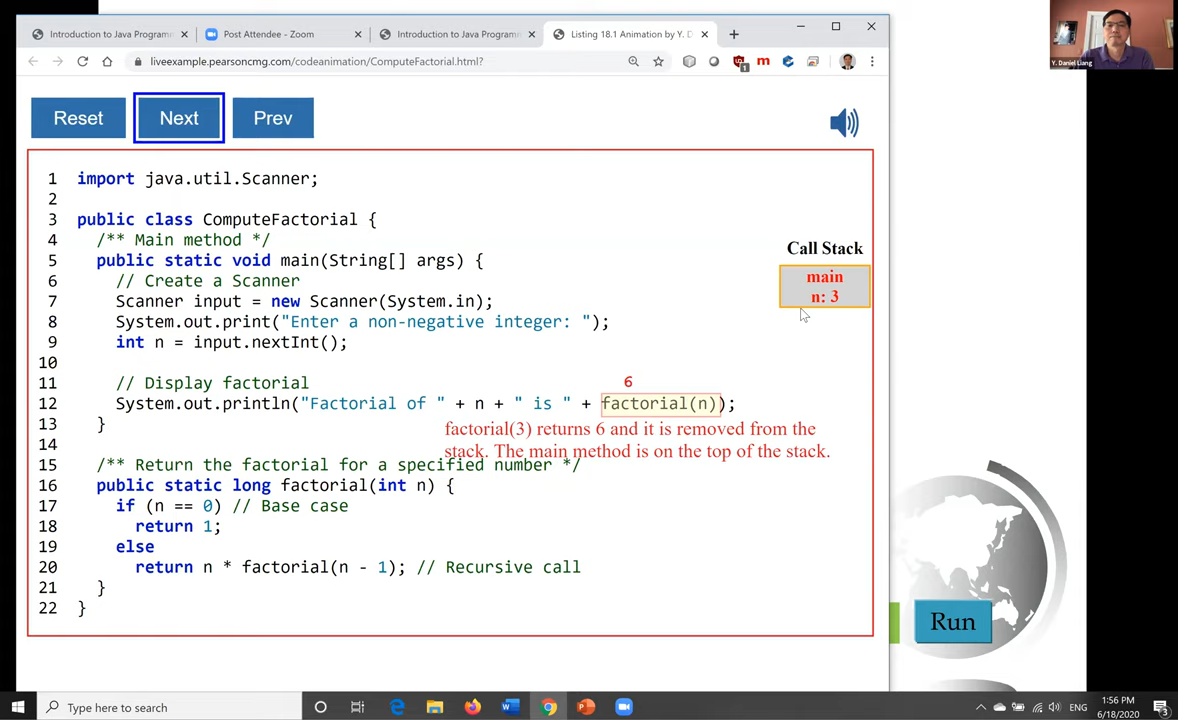 Introduction to Java Programm
Post Attendee - Zoom
Introduction to Java Programm
Listing 18.1 Animation by Y. D
liveexample.pearsoncmg.com/codeanimation/ComputeFactorial.html?
1
m
Y. Daniel Liang
Reset
Next
Prev
1 import java.util.Scanner;
2
3 public class ComputeFactorial {
4 /** Main method */
5 public static void main(String[] args) {
6 // Create a Scanner
7 Scanner input = new Scanner(System.in);
8 System.out.print("Enter a non-negative integer: ");
9 int n = input.nextInt();
10
11 // Display factorial
6
12 System.out.println("Factorial of " + n + " is " + factorial(n));
factorial(3) returns 6 and it is removed from the
stack. The main method is on the top of the stack.
13 }
14
15 /** Return the factorial for a specified number */
16 public static long factorial(int n) {
17 if (n == 0) // Base case
18 return 1;
19 else
20 return n * factorial(n - 1); // Recursive call
21 }
22 }
Call Stack
main
n: 3
Run
Type here to search
ENG
1:56 PM
6/18/2020
3